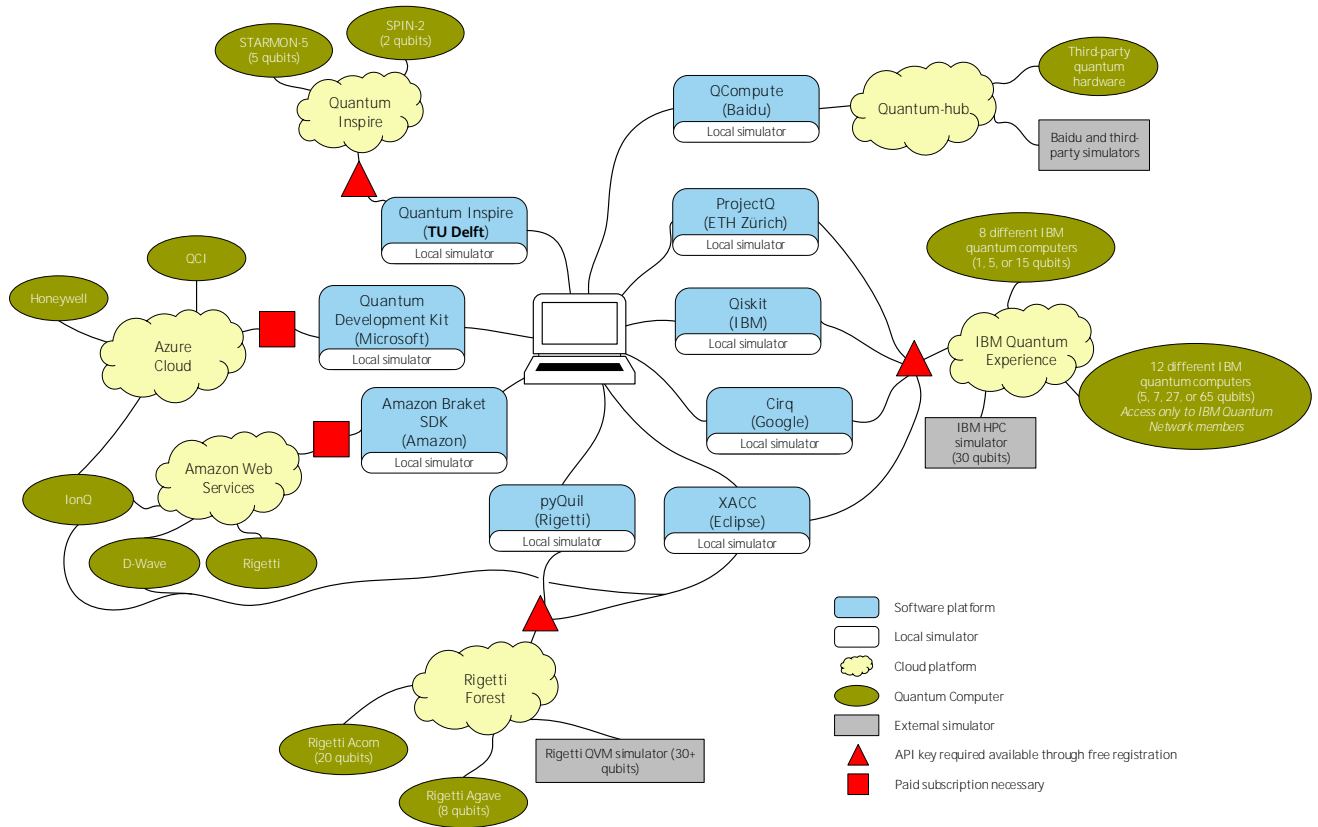 STARMON-5
(5 qubits)
SPIN-2
(2 qubits)
Quantum
Inspire
Quantum Inspire
(TU Delft)
Local simulator
QCompute
(Baidu)
Local simulator
Quantum-hub
Third-party
quantum
hardware
Baidu and third-
party simulators
ProjectQ
(ETH Zürich)
Local simulator
8 different IBM
quantum computers
(1, 5, or 15 qubits)
QCI
Honeywell
Azure
Cloud
Quantum
Development Kit
(Microsoft)
Local simulator
Qiskit
(IBM)
Local simulator
IBM Quantum
Experience
12 different IBM
quantum computers
(5, 7, 27, or 65 qubits)
Access only to IBM Quantum
Network members
Amazon Braket
SDK
(Amazon)
Local simulator
Cirq
(Google)
Local simulator
IBM HPC
simulator
(30 qubits)
Amazon Web
Services
IonQ
D-Wave
Rigetti
pyQuil
(Rigetti)
Local simulator
XACC
(Eclipse)
Local simulator
Rigetti
Forest
Rigetti Acorn
(20 qubits)
Rigetti Agave
(8 qubits)
Rigetti QVM simulator (30+
qubits)
Software platform
Local simulator
Cloud platform
Quantum Computer
External simulator
API key required available through free registration
Paid subscription necessary